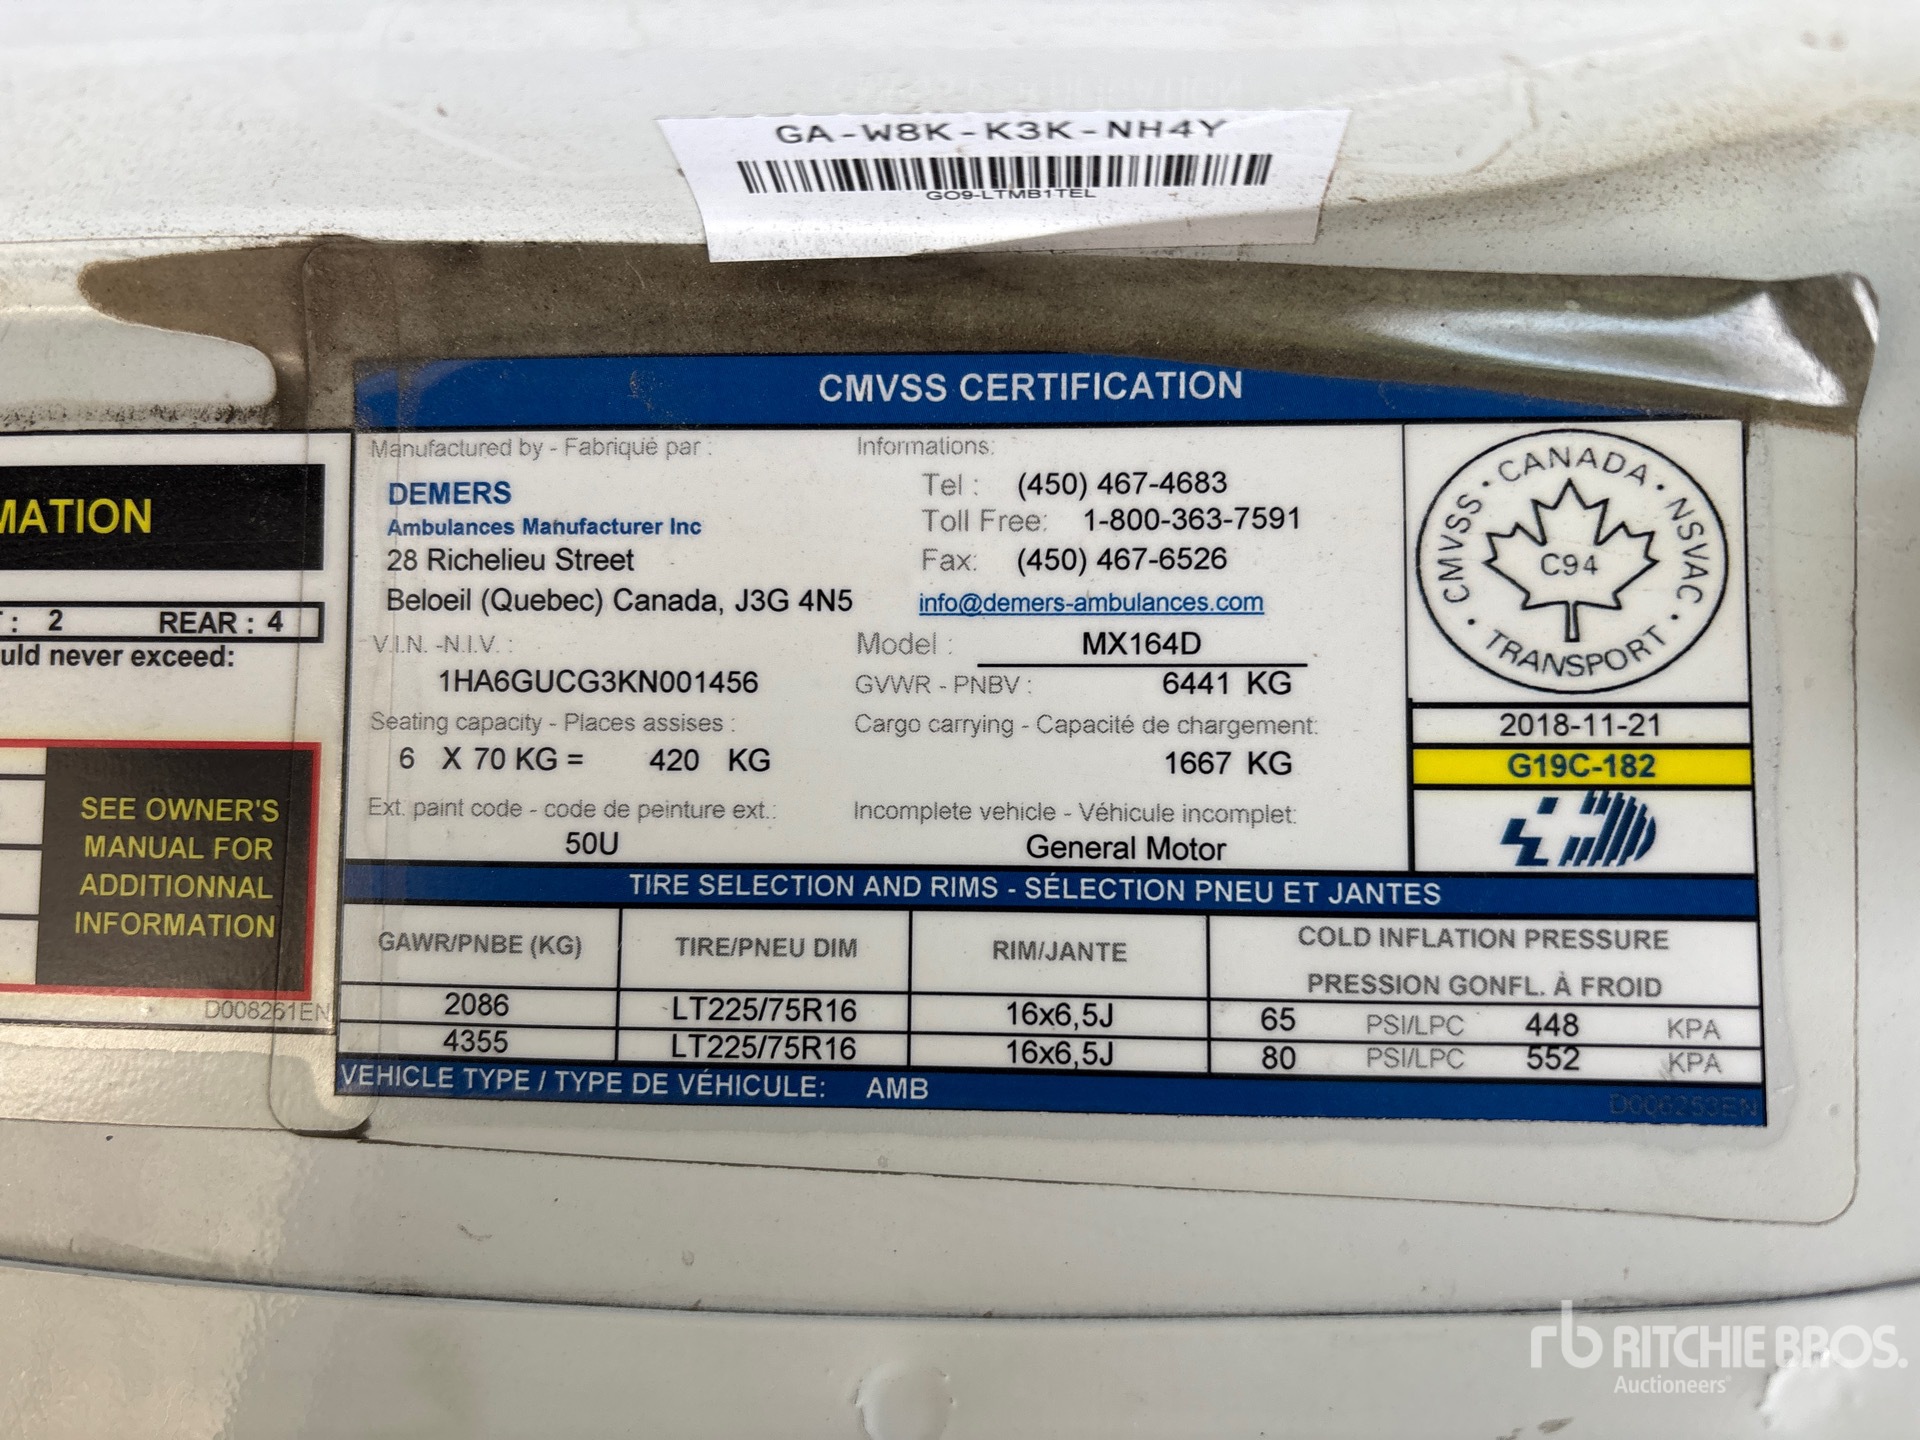 GA-W8K-K3K-NH4Y
GO9-LTMB1TEL
MATION
: 2 REAR : 4
uld never exceed:
SEE OWNER'S
MANUAL FOR
ADDITIONNAL
INFORMATION
D008261EN
CMVSS CERTIFICATION
Manufactured by - Fabriqué par :
DEMERS
Ambulances Manufacturer Inc
28 Richelieu Street
Beloeil (Quebec) Canada, J3G 4N5
Informations:
Tel : (450) 467-4683
Toll Free: 1-800-363-7591
Fax: (450) 467-6526
info@demers-ambulances.com
V.I.N. -N.I.V. :
1HA6GUCG3KN001456
Model : MX164D
GVWR - PNBV : 6441 KG
Seating capacity - Places assises :
6 X 70 KG = 420 KG
Cargo carrying - Capacité de chargement:
1667 KG
Ext. paint code - code de peinture ext.:
50U
Incomplete vehicle - Véhicule incomplet:
General Motor
CMVSS · CANADA · NSVAC · TRANSPORT ·
C94
2018-11-21
G19C-182
TIRE SELECTION AND RIMS - SÉLECTION PNEU ET JANTES
GAWR/PNBE (KG) TIRE/PNEU DIM RIM/JANTE COLD INFLATION PRESSURE
PRESSION GONFL. À FROID
2086 LT225/75R16 16x6,5J 65 PSI/LPC 448 KPA
4355 LT225/75R16 16x6,5J 80 PSI/LPC 552 KPA
VEHICLE TYPE / TYPE DE VÉHICULE: AMB
D006253EN
rb RITCHIE BROS.
Auctioneers